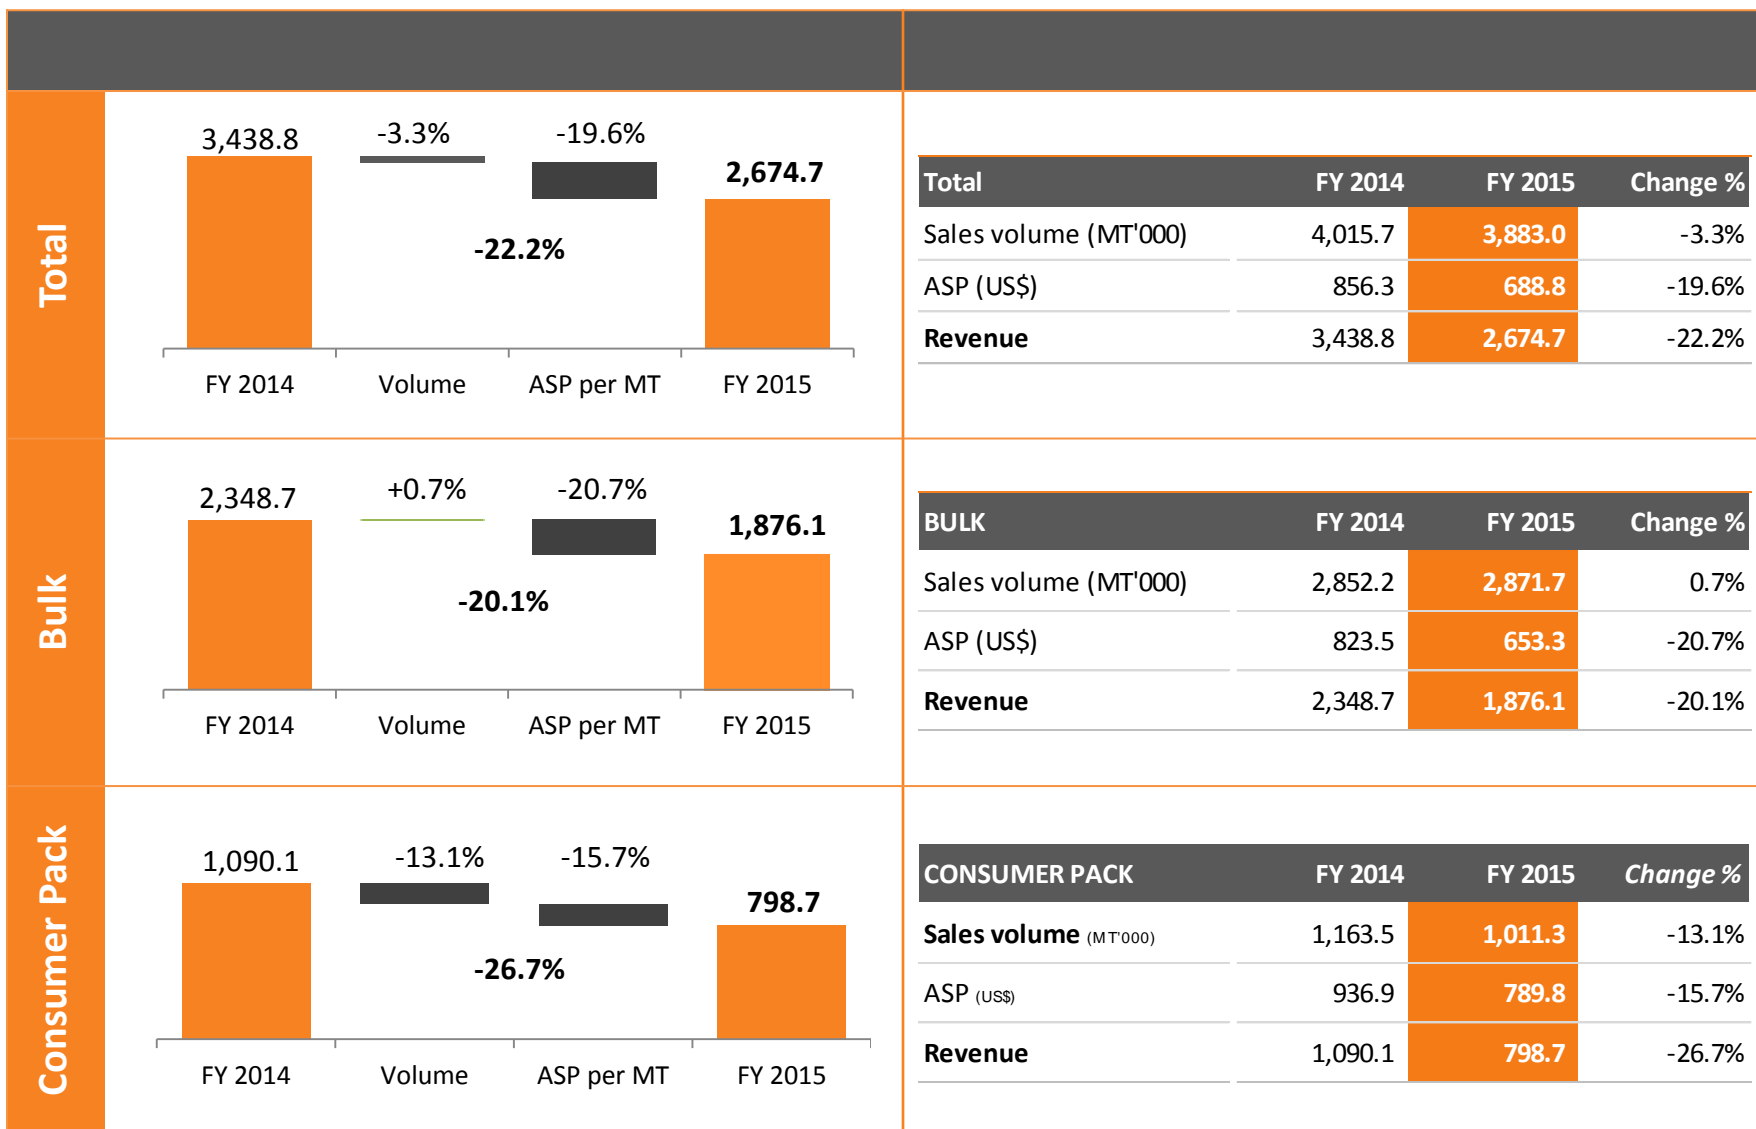 Total
3,438.8 -3.3% -19.6% 2,674.7
-22.2%
FY 2014 Volume ASP per MT FY 2015
Total FY 2014 FY 2015 Change %
Sales volume (MT'000) 4,015.7 3,883.0 -3.3%
ASP (US$) 856.3 688.8 -19.6%
Revenue 3,438.8 2,674.7 -22.2%
Bulk
2,348.7 +0.7% -20.7% 1,876.1
-20.1%
FY 2014 Volume ASP per MT FY 2015
BULK FY 2014 FY 2015 Change %
Sales volume (MT'000) 2,852.2 2,871.7 0.7%
ASP (US$) 823.5 653.3 -20.7%
Revenue 2,348.7 1,876.1 -20.1%
Consumer Pack
1,090.1 -13.1% -15.7% 798.7
-26.7%
FY 2014 Volume ASP per MT FY 2015
CONSUMER PACK FY 2014 FY 2015 Change %
Sales volume (MT'000) 1,163.5 1,011.3 -13.1%
ASP (US$) 936.9 789.8 -15.7%
Revenue 1,090.1 798.7 -26.7%